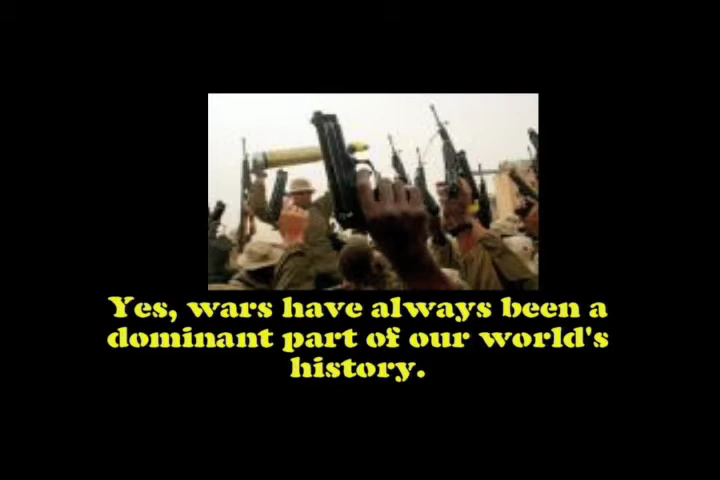 Yes, wars have always been a
dominant part of our world's
history.